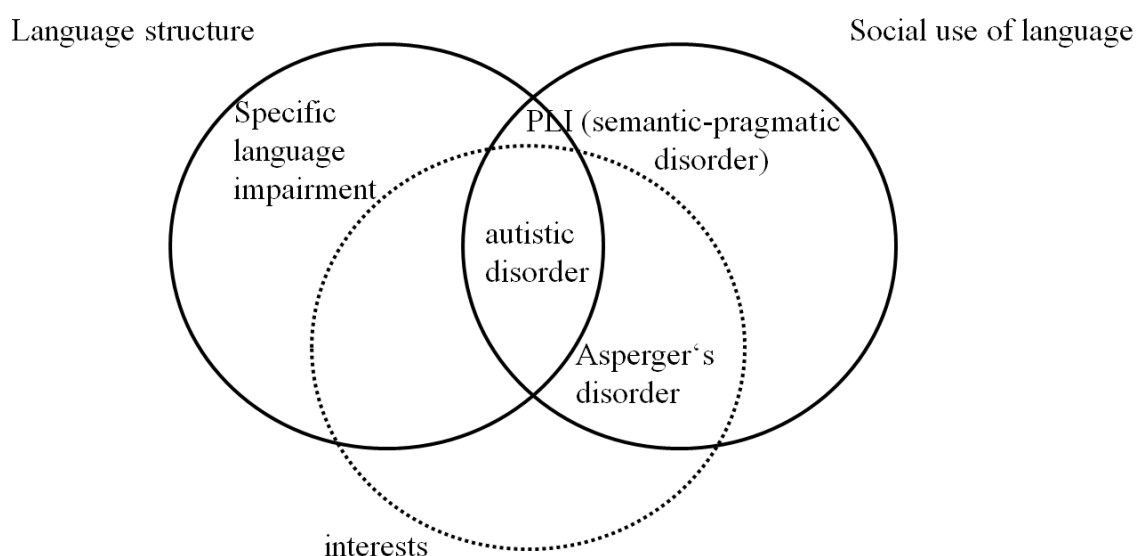 Language structure
Social use of language
Specific
language
impairment
PLI (semantic-pragmatic
disorder)
autistic
disorder
Asperger‘s
disorder
interests